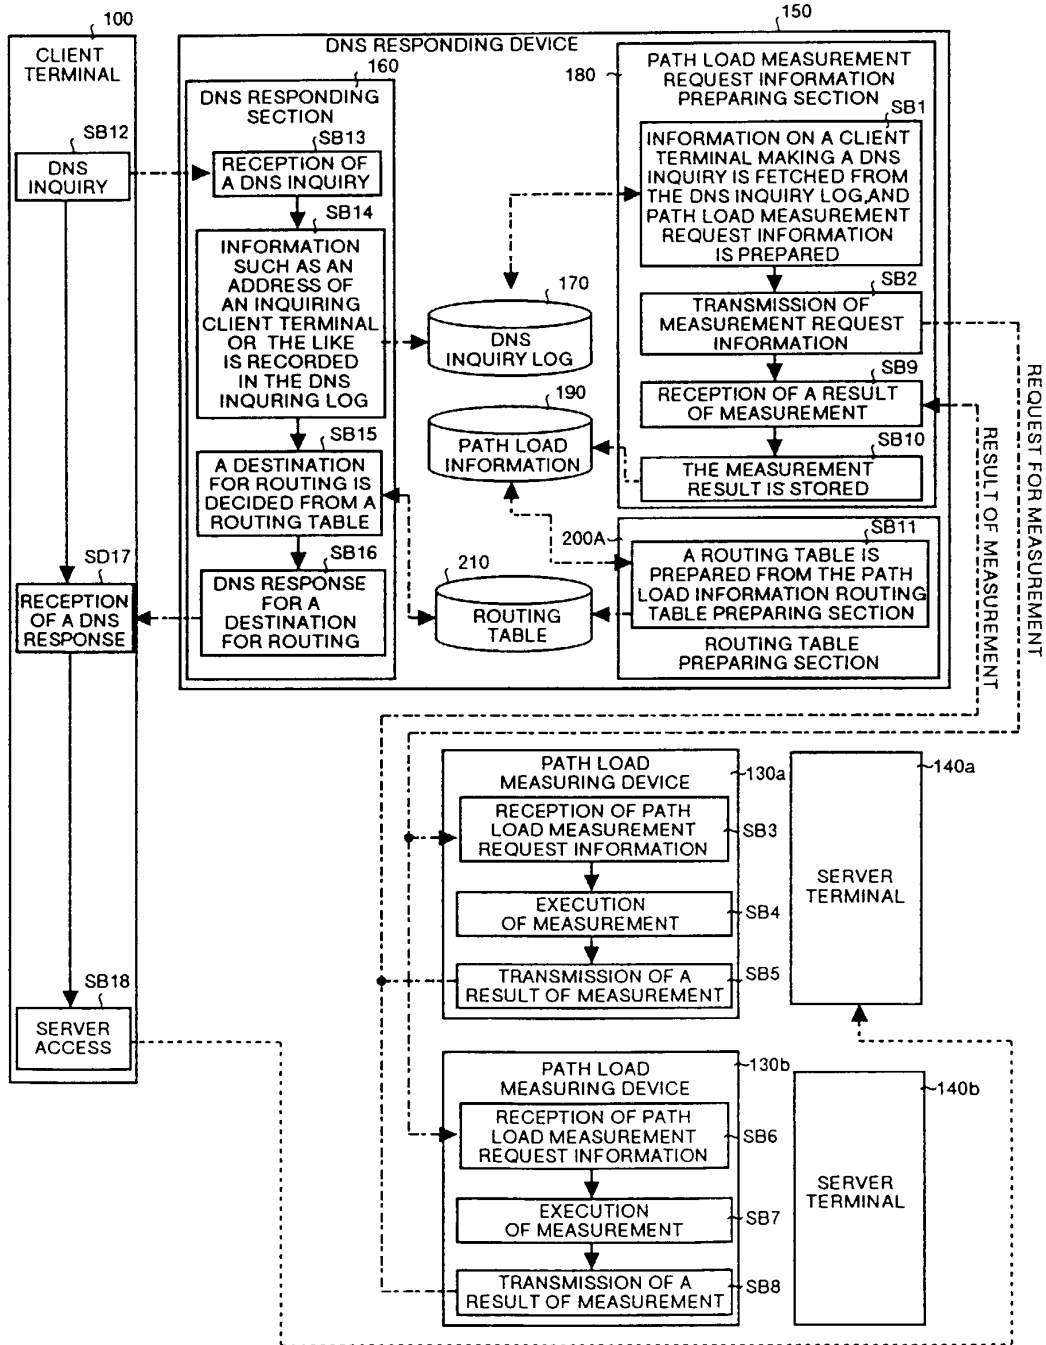 100
CLIENT
TERMINAL
SB12
DNS
INQUIRY
SD17
RECEPTION
OF A DNS
RESPONSE
SB18
SERVER
ACCESS
150
DNS RESPONDING DEVICE
160
DNS RESPONDING
SECTION
SB13
RECEPTION OF
A DNS INQUIRY
SB14
INFORMATION
SUCH AS AN
ADDRESS OF
AN INQUIRING
CLIENT TERMINAL
OR THE LIKE
IS RECORDED
IN THE DNS
INQUIRING LOG
SB15
A DESTINATION
FOR ROUTING IS
DECIDED FROM A
ROUTING TABLE
SB16
DNS RESPONSE
FOR A
DESTINATION
FOR ROUTING
170
DNS
INQUIRY LOG
190
PATH LOAD
INFORMATION
210
ROUTING
TABLE
180
PATH LOAD MEASUREMENT
REQUEST INFORMATION
PREPARING SECTION
SB1
INFORMATION ON A CLIENT
TERMINAL MAKING A DNS
INQUIRY IS FETCHED FROM
THE DNS INQUIRY LOG,AND
PATH LOAD MEASUREMENT
REQUEST INFORMATION
IS PREPARED
SB2
TRANSMISSION OF
MEASUREMENT REQUEST
INFORMATION
SB9
RECEPTION OF A RESULT
OF MEASUREMENT
SB10
THE MEASUREMENT
RESULT IS STORED
200A
SB11
A ROUTING TABLE IS
PREPARED FROM THE PATH
LOAD INFORMATION ROUTING
TABLE PREPARING SECTION
ROUTING TABLE
PREPARING SECTION
REQUEST FOR MEASUREMENT
RESULT OF MEASUREMENT
PATH LOAD
MEASURING DEVICE
130a
RECEPTION OF PATH
LOAD MEASUREMENT
REQUEST INFORMATION
SB3
EXECUTION
OF MEASUREMENT
SB4
TRANSMISSION OF A
RESULT OF MEASUREMENT
SB5
140a
SERVER
TERMINAL
PATH LOAD
MEASURING DEVICE
130b
RECEPTION OF PATH
LOAD MEASUREMENT
REQUEST INFORMATION
SB6
EXECUTION
OF MEASUREMENT
SB7
TRANSMISSION OF A
RESULT OF MEASUREMENT
SB8
140b
SERVER
TERMINAL